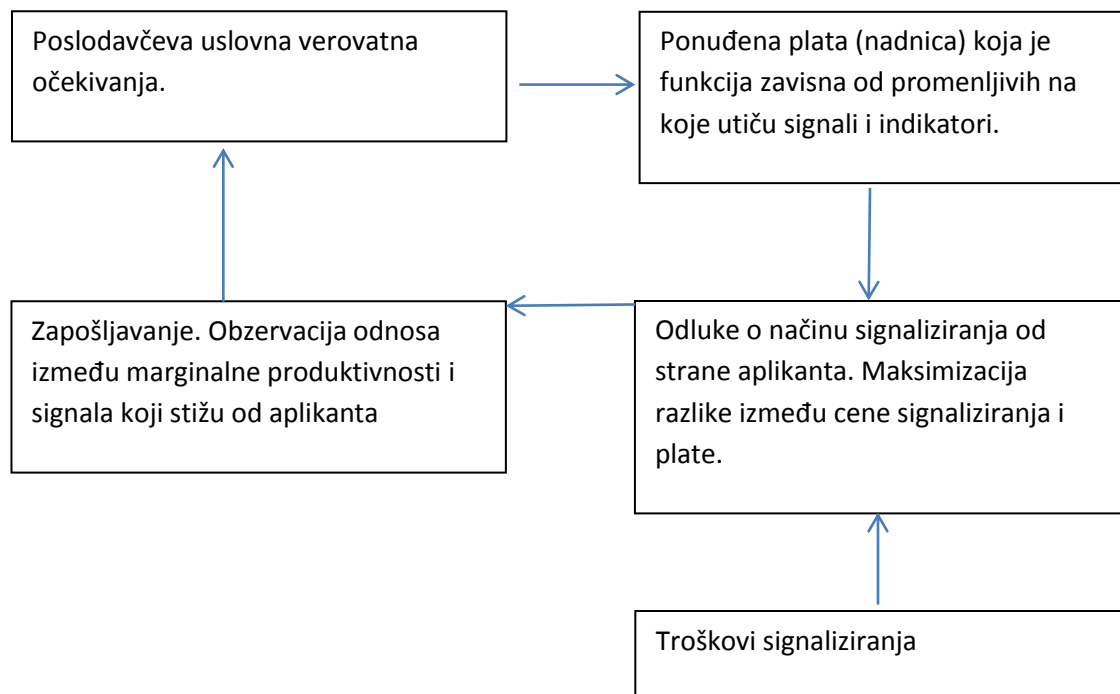 Poslodavčeva uslovna verovatna
očekivanja.
Ponuđena plata (nadnica) koja je
funkcija zavisna od promenljivih na
koje utiču signali i indikatori.
Zapošljavanje. Obzervacija odnosa
između marginalne produktivnosti i
signala koji stižu od aplikanta
Odluke o načinu signaliziranja od
strane aplikanta. Maksimizacija
razlike između cene signaliziranja i
plate.
Troškovi signaliziranja